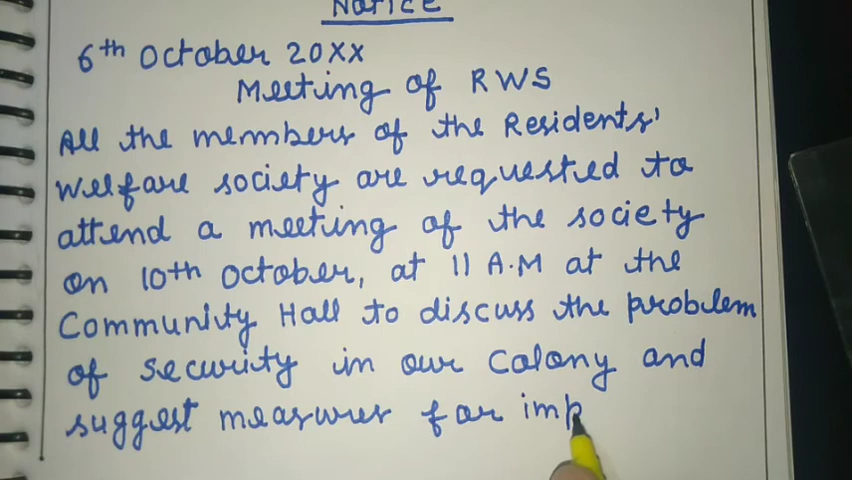 Notice
6th October 20XX
Meeting of RWS
All the members of the Residents'
Welfare society are requested to
attend a meeting of the society
on 10th October, at 11 A.M at the
Community Hall to discuss the problem
of security in our Colony and
suggest measures for imp